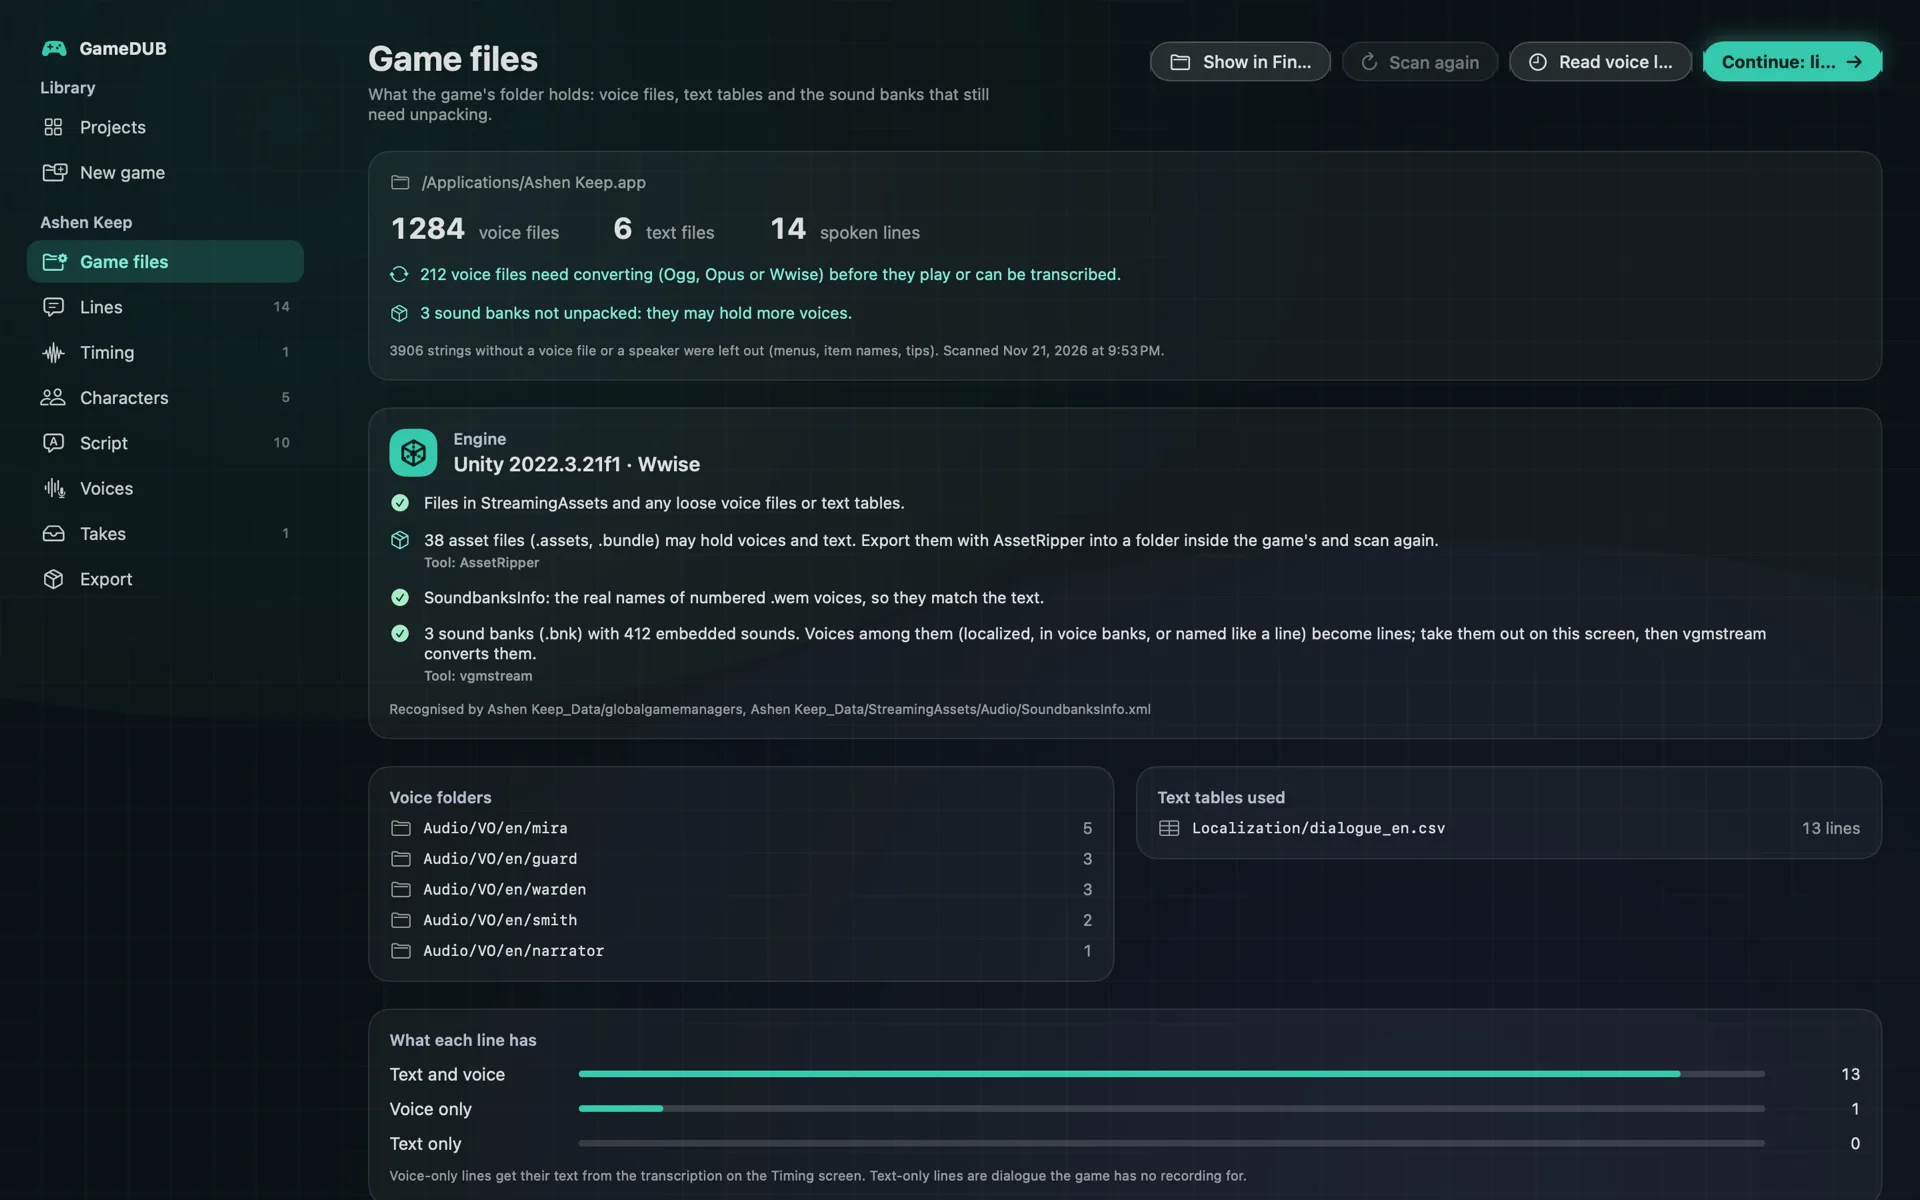 GameDUB
Library
Projects
New game
Ashen Keep
Game files
Lines 14
Timing 1
Characters 5
Script 10
Voices
Takes 1
Export
Game files
What the game's folder holds: voice files, text tables and the sound banks that still
need unpacking.
Show in Fin...
Scan again
Read voice l...
Continue: li...
/Applications/Ashen Keep.app
1284 voice files
6 text files
14 spoken lines
212 voice files need converting (Ogg, Opus or Wwise) before they play or can be transcribed.
3 sound banks not unpacked: they may hold more voices.
3906 strings without a voice file or a speaker were left out (menus, item names, tips). Scanned Nov 21, 2026 at 9:53 PM.
Engine
Unity 2022.3.21f1 · Wwise
Files in StreamingAssets and any loose voice files or text tables.
38 asset files (.assets, .bundle) may hold voices and text. Export them with AssetRipper into a folder inside the game's and scan again.
Tool: AssetRipper
SoundbanksInfo: the real names of numbered .wem voices, so they match the text.
3 sound banks (.bnk) with 412 embedded sounds. Voices among them (localized, in voice banks, or named like a line) become lines; take them out on this screen, then vgmstream
converts them.
Tool: vgmstream
Recognised by Ashen Keep_Data/globalgamemanagers, Ashen Keep_Data/StreamingAssets/Audio/SoundbanksInfo.xml
Voice folders
Audio/VO/en/mira 5
Audio/VO/en/guard 3
Audio/VO/en/warden 3
Audio/VO/en/smith 2
Audio/VO/en/narrator 1
Text tables used
Localization/dialogue_en.csv 13 lines
What each line has
Text and voice 13
Voice only 1
Text only 0
Voice-only lines get their text from the transcription on the Timing screen. Text-only lines are dialogue the game has no recording for.